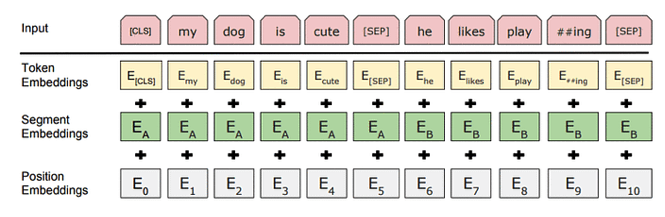 Input [CLS] my dog is cute [SEP] he likes play ##ing [SEP]
Token Embeddings E[CLS] Emy Edog Eis Ecute E[SEP] Ehe Elikes Eplay E##ing E[SEP]
+ + + + + + + + + + +
Segment Embeddings EA EA EA EA EA EA EB EB EB EB EB
+ + + + + + + + + + +
Position Embeddings E0 E1 E2 E3 E4 E5 E6 E7 E8 E9 E10